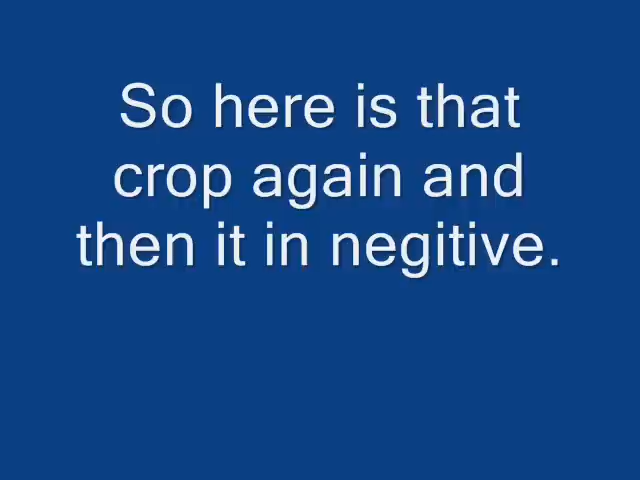 So here is that
crop again and
then it in negitive.